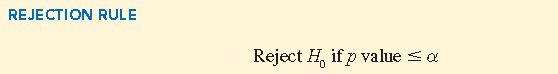 REJECTION RULE
Reject H₀ if p value ≤ α